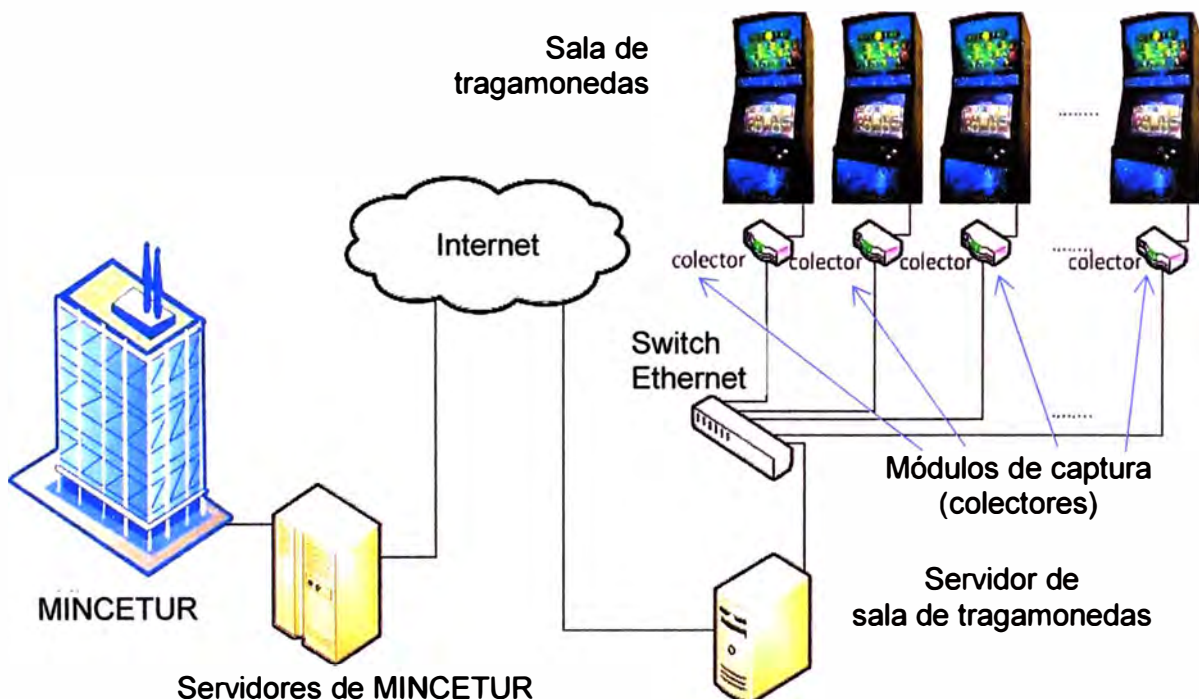 Sala de
tragamonedas
Internet
colector
colector
colector
colector
Switch
Ethernet
Módulos de captura
(colectores)
MINCETUR
Servidor de
sala de tragamonedas
Servidores de MINCETUR